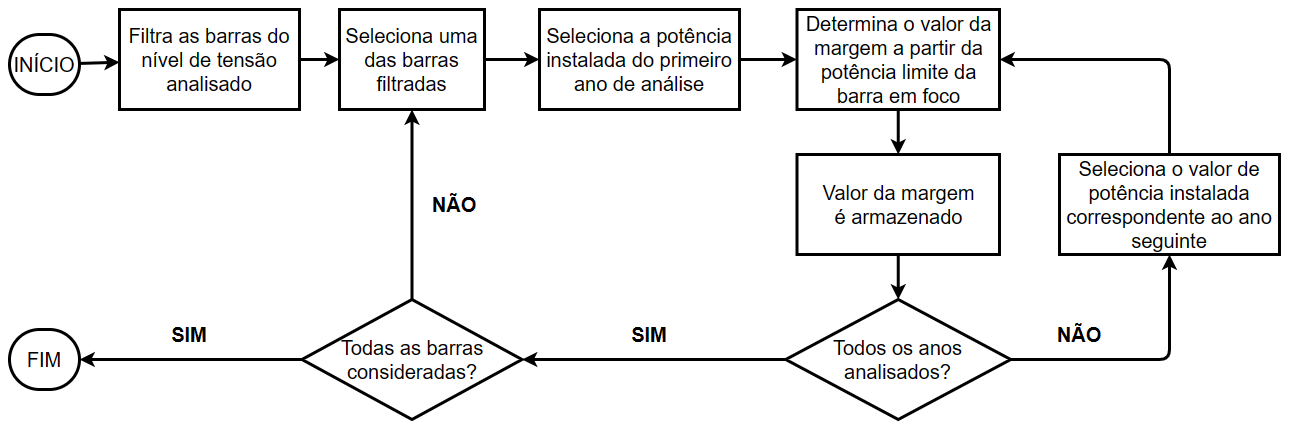 INÍCIO
Filtra as barras do
nível de tensão
analisado
Seleciona uma
das barras
filtradas
Seleciona a potência
instalada do primeiro
ano de análise
Determina o valor da
margem a partir da
potência limite da
barra em foco
Valor da margem
é armazenado
Seleciona o valor de
potência instalada
correspondente ao ano
seguinte
NÃO
FIM
SIM
Todas as barras
consideradas?
SIM
Todos os anos
analisados?
NÃO